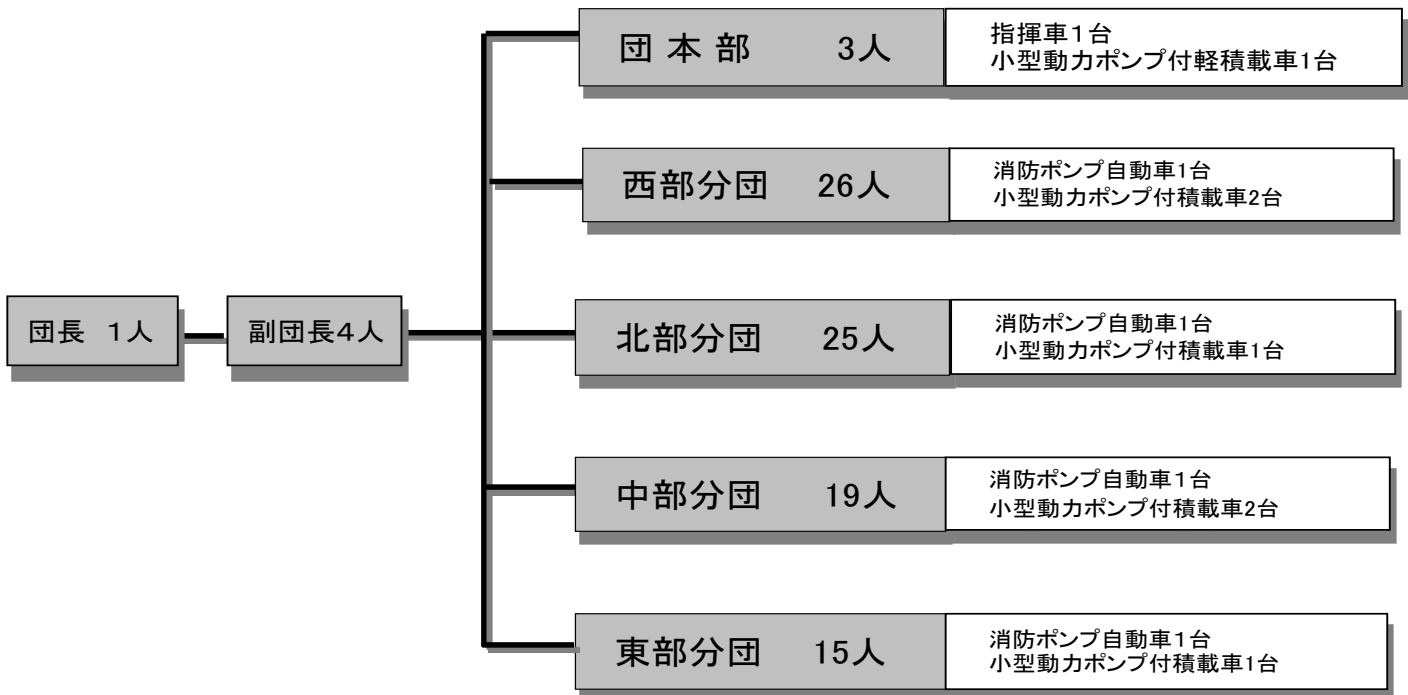 団本部 3人
指揮車1台
小型動力ポンプ付軽積載車1台
西部分団 26人
消防ポンプ自動車1台
小型動力ポンプ付積載車2台
団長 1人
副団長4人
北部分団 25人
消防ポンプ自動車1台
小型動力ポンプ付積載車1台
中部分団 19人
消防ポンプ自動車1台
小型動力ポンプ付積載車2台
東部分団 15人
消防ポンプ自動車1台
小型動力ポンプ付積載車1台